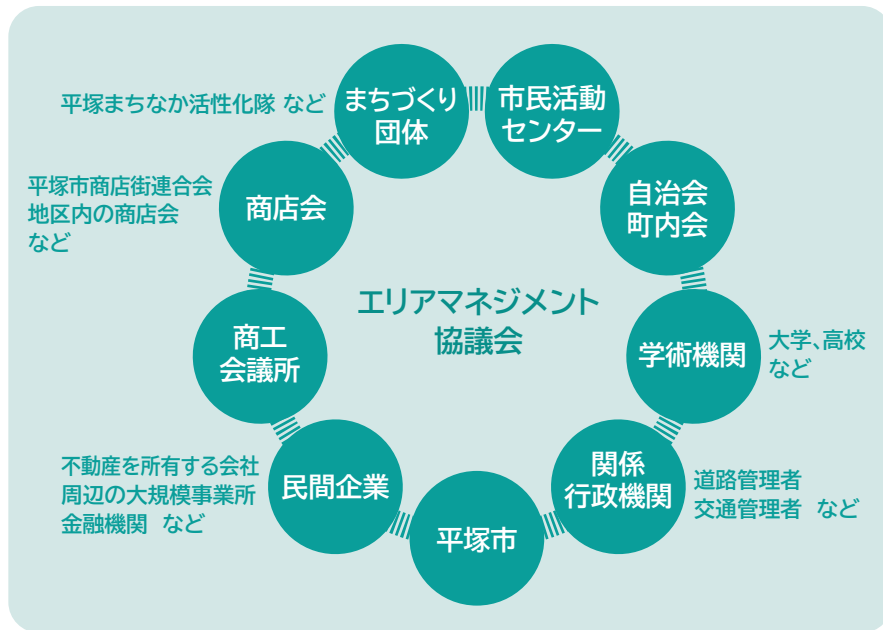 平塚まちなか活性化隊 など
まちづくり
団体
市民活動
センター
平塚市商店街連合会
地区内の商店会
など
商店会
自治会
町内会
エリアマネジメント
協議会
商工
会議所
学術機関
大学、高校
など
不動産を所有する会社
周辺の大規模事業所
金融機関 など
民間企業
平塚市
関係
行政機関
道路管理者
交通管理者 など